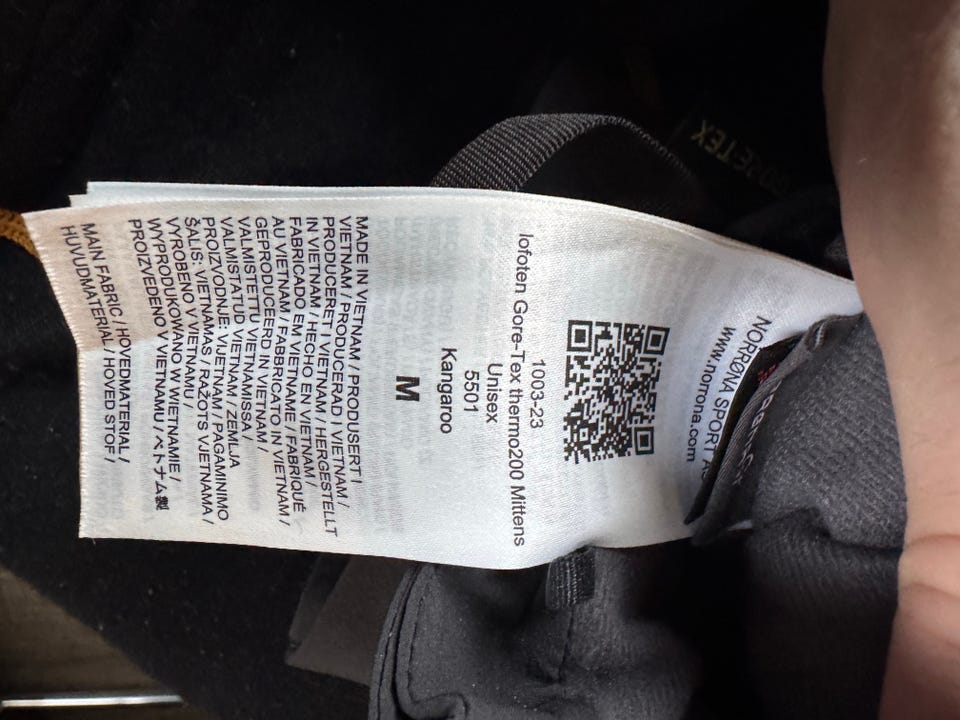 NORRØNA SPORT A
www.norrona.com
lofoten Gore-Tex thermo200 Mittens
1003-23
Unisex
5501
Kangaroo
M
MADE IN VIETNAM / PRODUSERT I
VIETNAM / PRODUCERAD I VIETNAM /
PRODUCERET I VIETNAM / HERGESTELLT
IN VIETNAM / HECHO EN VIETNAM /
FABRICADO EM VIETNAME / FABRIQUÉ
AU VIETNAM / FABBRICATO IN VIETNAM /
GEPRODUCEERD IN VIETNAM /
VALMISTETTU VIETNAMISSA /
VALMISTATUD VIETNAM / ZEMLJA
PROIZVODNJE: VIJETNAM / PAGAMINIMO
ŠALIS: VIETNAMAS / RAŽOTS VJETNAMA /
VYROBENO V VIETNAMU /
WYPRODUKOWANO W WIETNAMIE /
PROIZVEDENO V VIETNAMU / ベトナム製
MAIN FABRIC / HOVEDMATERIAL /
HUVUDMATERIAL / HOVED STOF /
GORE-TEX